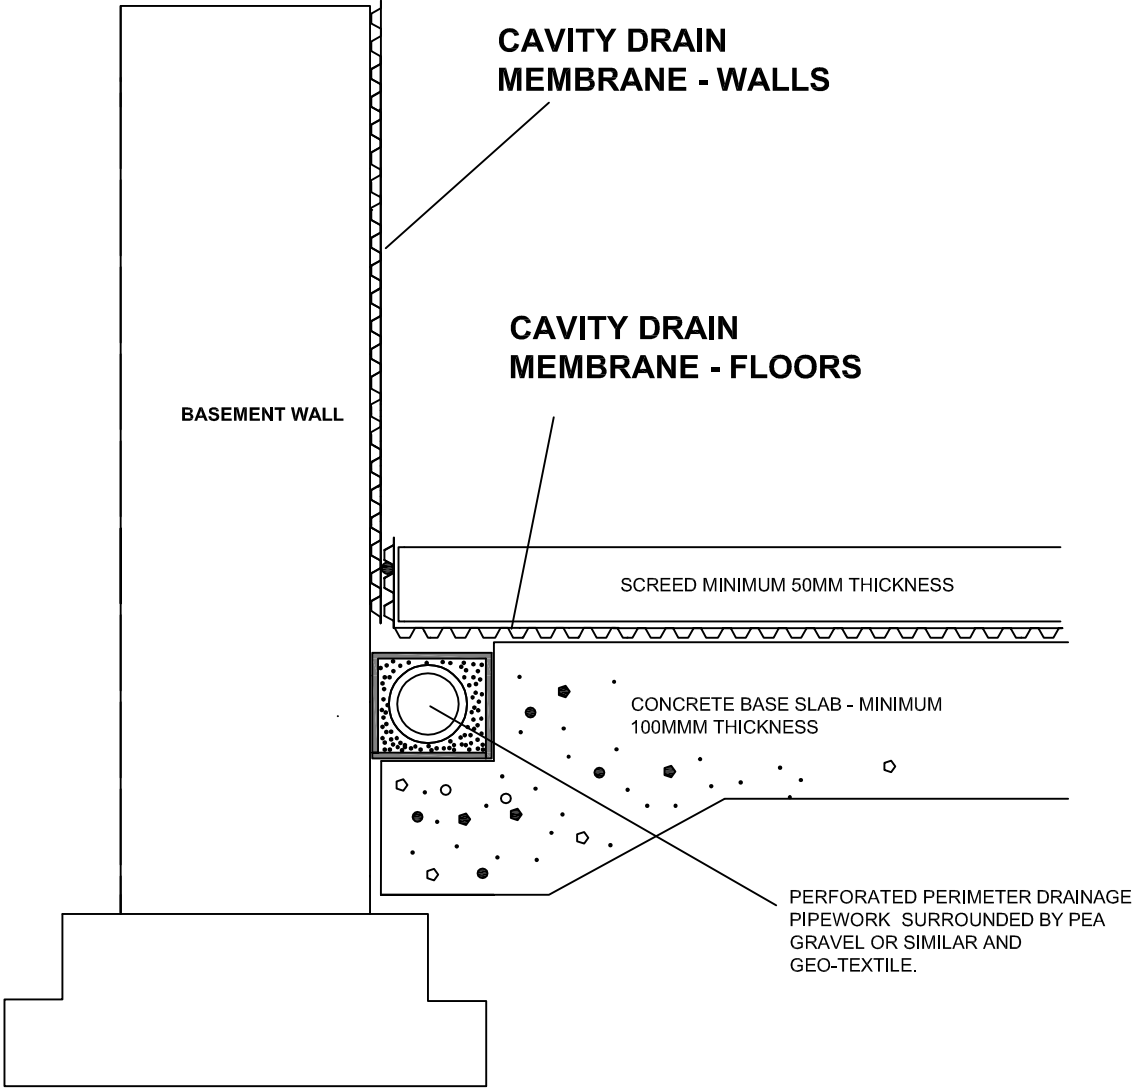 CAVITY DRAIN
MEMBRANE - WALLS
CAVITY DRAIN
MEMBRANE - FLOORS
BASEMENT WALL
SCREED MINIMUM 50MM THICKNESS
CONCRETE BASE SLAB - MINIMUM
100MMM THICKNESS
PERFORATED PERIMETER DRAINAGE
PIPEWORK SURROUNDED BY PEA
GRAVEL OR SIMILAR AND
GEO-TEXTILE.